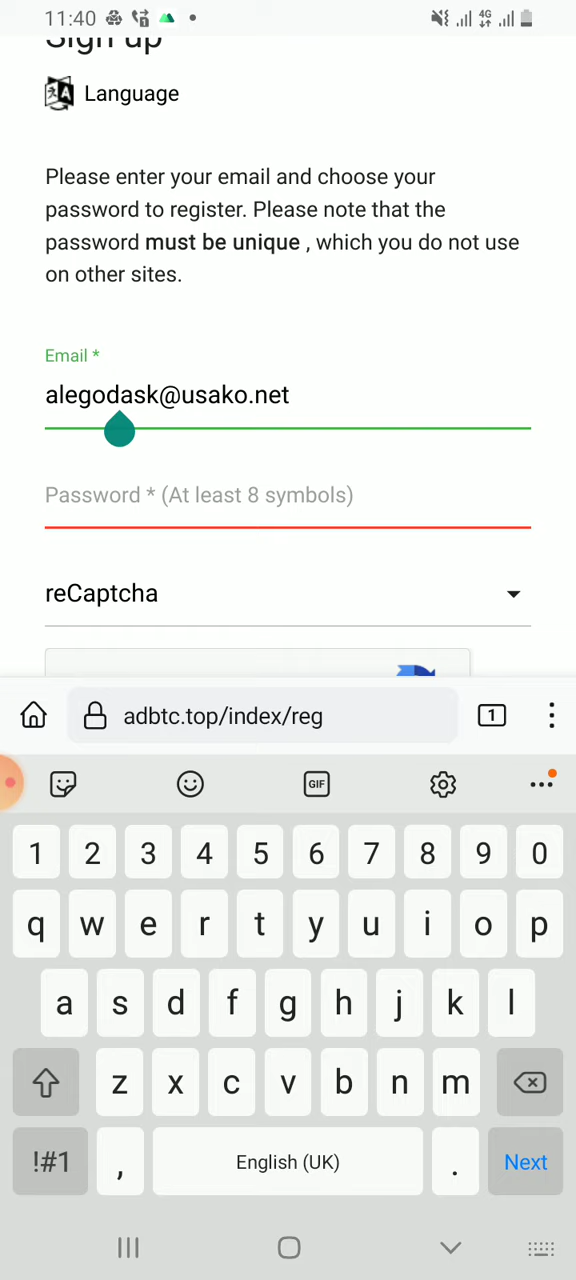 11:40
4G
Sign up
Language
Please enter your email and choose your
password to register. Please note that the
password must be unique , which you do not use
on other sites.
Email *
alegodask@usako.net
Password * (At least 8 symbols)
reCaptcha
adbtc.top/index/reg
1
GIF
1 2 3 4 5 6 7 8 9 0
q w e r t y u i o p
a s d f g h j k l
z x c v b n m
!#1 , English (UK) . Next